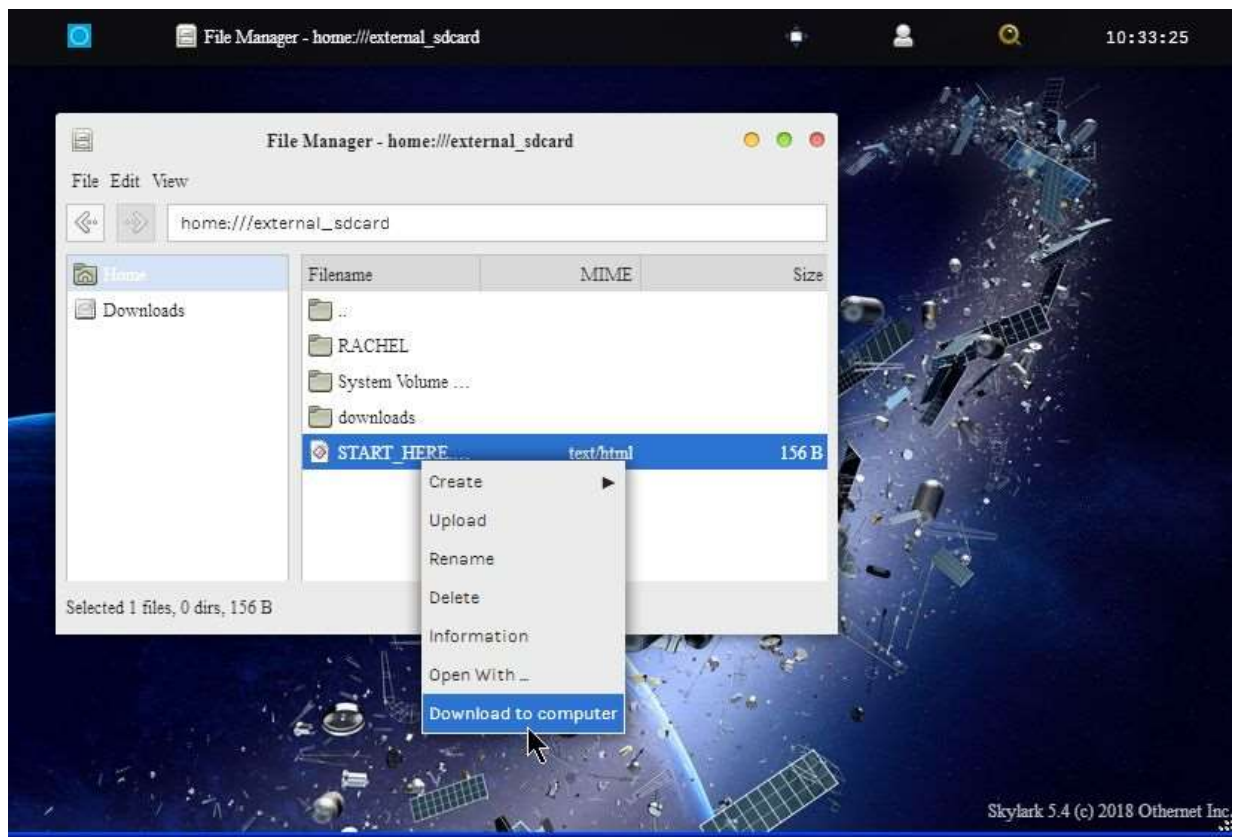 File Manager - home:///external_sdcard
10:33:25
File Manager - home:///external_sdcard
File Edit View
home:///external_sdcard
Home
Filename MIME Size
Downloads
..
RACHEL
System Volume ...
downloads
START_HERE.... text/html 156 B
Create
Upload
Rename
Delete
Information
Open With ...
Download to computer
Selected 1 files, 0 dirs, 156 B
Skylark 5.4 (c) 2018 Othernet Inc.